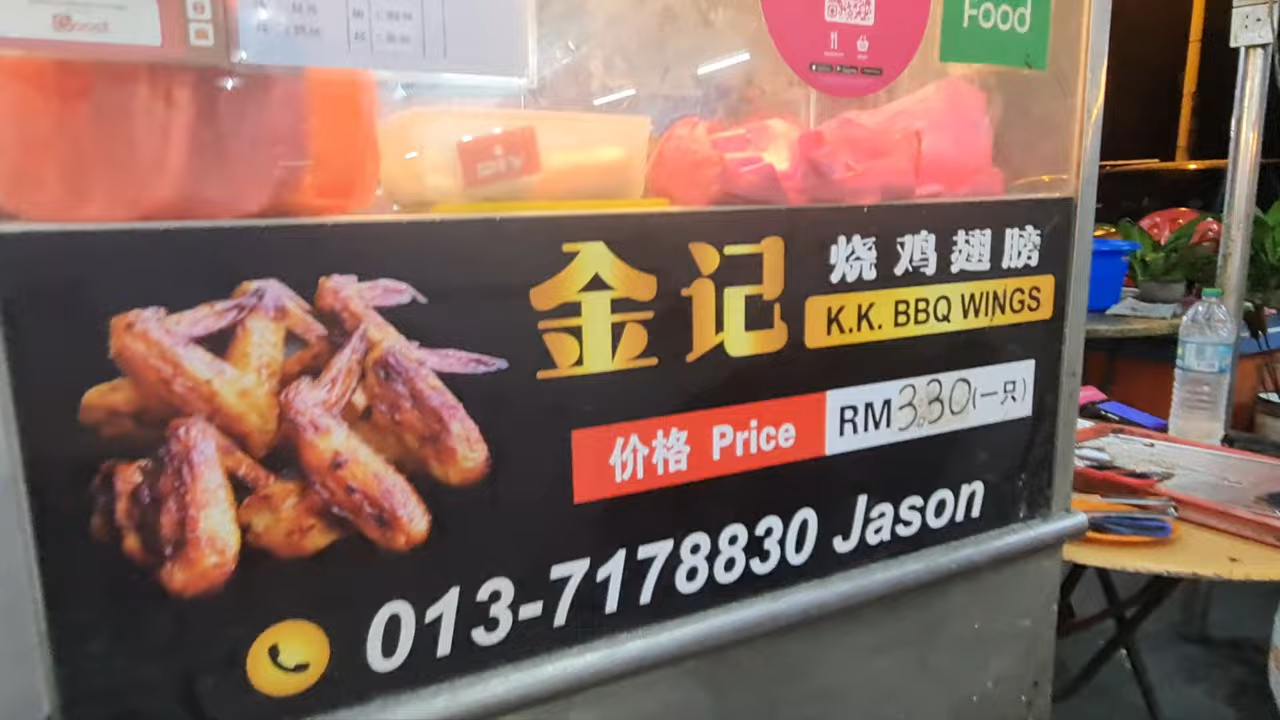 Food
金记
烧鸡翅膀
K.K. BBQ WINGS
价格 Price
RM3.30(一只)
013-7178830 Jason